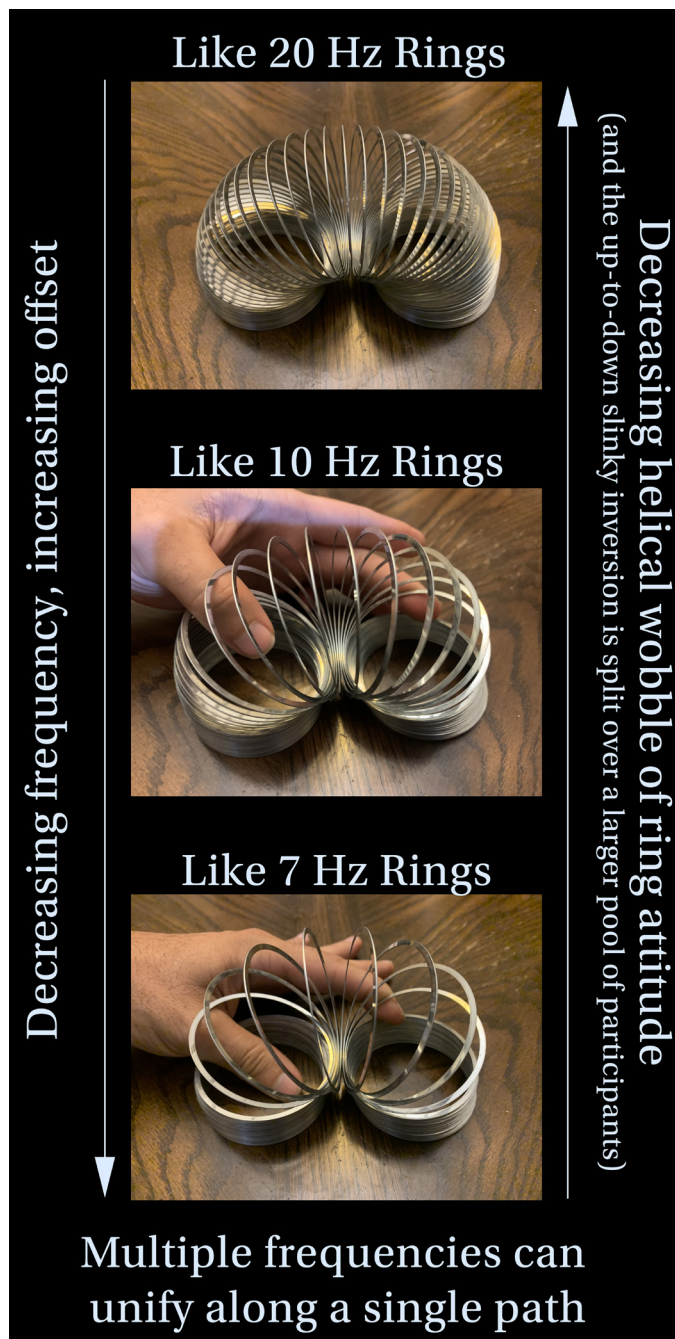 Like 20 Hz Rings
Decreasing frequency, increasing offset
Decreasing helical wobble of ring attitude
(and the up-to-down slinky inversion is split over a larger pool of participants)
Like 10 Hz Rings
Like 7 Hz Rings
Multiple frequencies can
unify along a single path